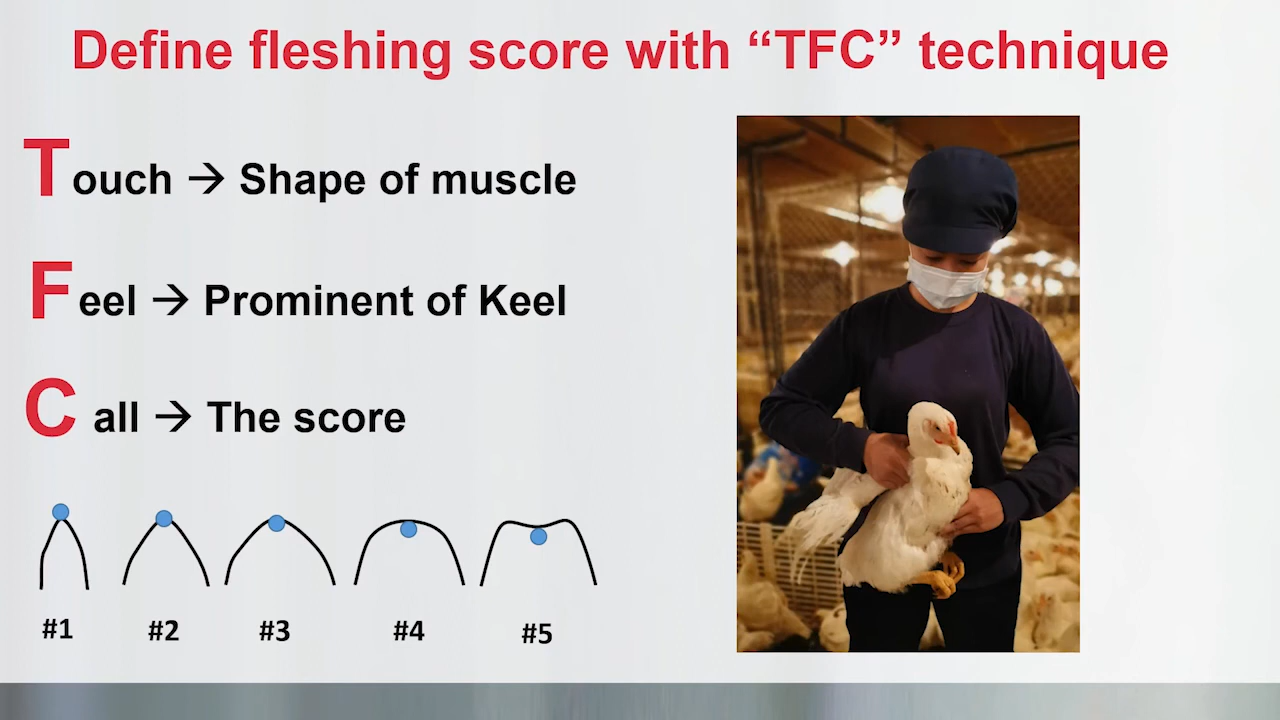 Define fleshing score with “TFC” technique
Touch → Shape of muscle
Feel → Prominent of Keel
Call → The score
#1 #2 #3 #4 #5